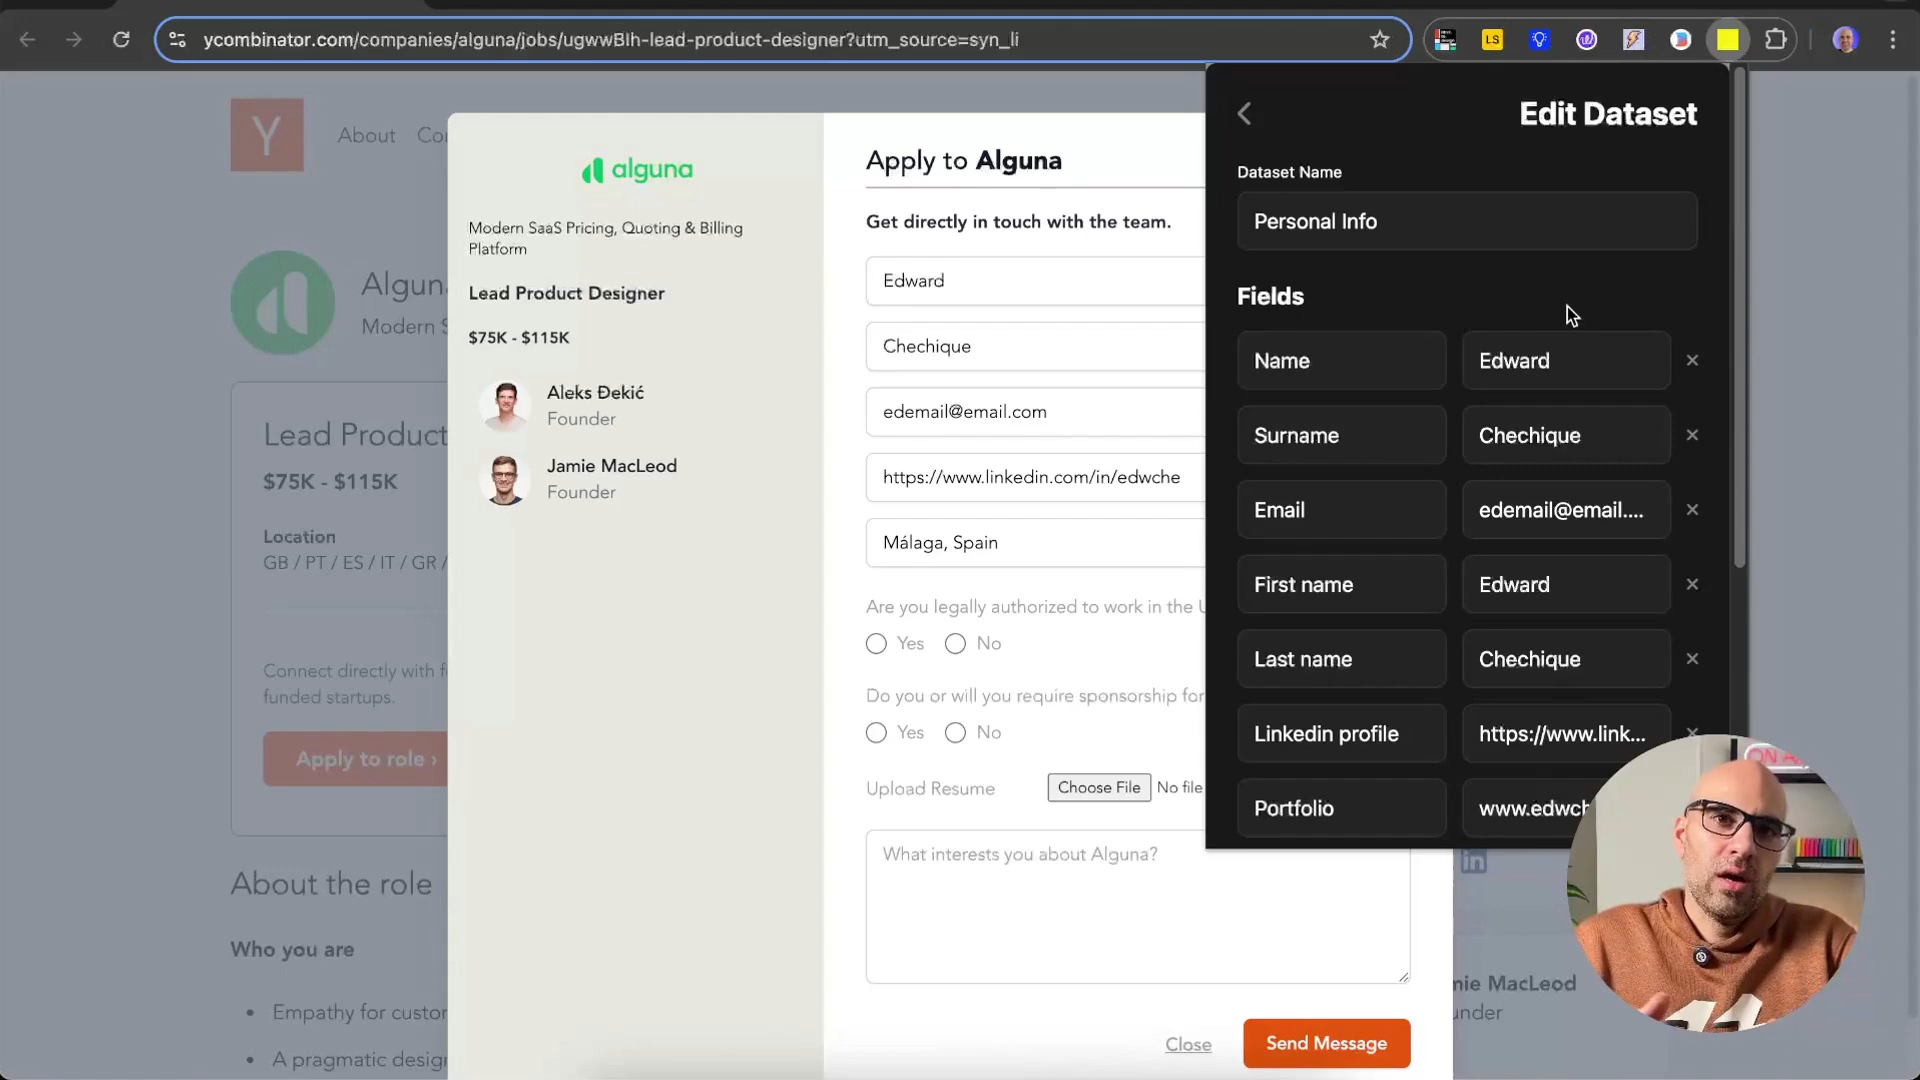 ycombinator.com/companies/alguna/jobs/ugwwBlh-lead-product-designer?utm_source=syn_li
LS
Y
About
alguna
Modern SaaS Pricing, Quoting & Billing
Platform
Lead Product Designer
$75K - $115K
Aleks Đekić
Founder
Jamie MacLeod
Founder
Modern S
Lead Product
$75K - $115K
Location
GB / PT / ES / IT / GR /
Connect directly with
funded startups.
Apply to role ›
About the role
Who you are
• Empathy for
• A pragmatic
Apply to Alguna
Get directly in touch with the team.
Edward
Chechique
edemail@email.com
https://www.linkedin.com/in/edwche
Málaga, Spain
Are you legally authorized to work in the
Yes No
Do you or will you require sponsorship for
Yes No
Upload Resume Choose File No file
What interests you about Alguna?
Close Send Message
Edit Dataset
Dataset Name
Personal Info
Fields
Name Edward ×
Surname Chechique ×
Email edemail@email.... ×
First name Edward ×
Last name Chechique ×
Linkedin profile https://www.link... ×
Portfolio www.edwch
in
MacLeod
ON A